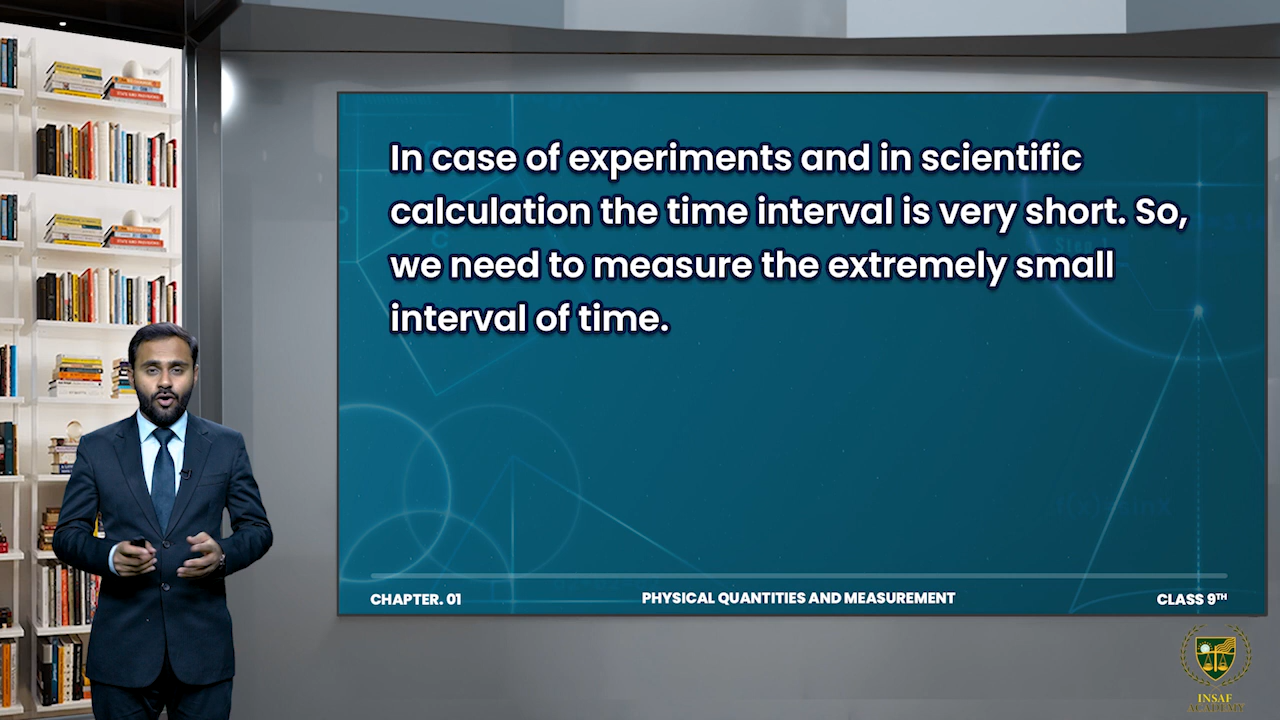 In case of experiments and in scientific
calculation the time interval is very short. So,
we need to measure the extremely small
interval of time.
CHAPTER. 01
PHYSICAL QUANTITIES AND MEASUREMENT
CLASS 9TH
INSAF
ACADEMY